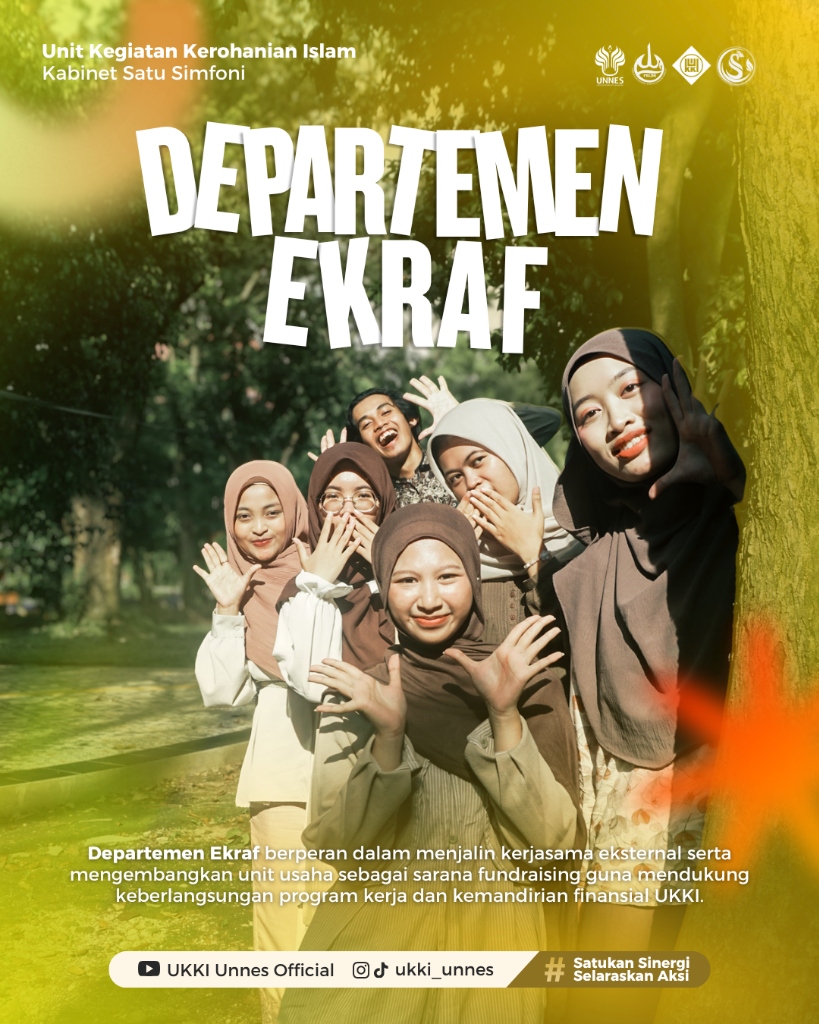 Unit Kegiatan Kerohanian Islam
Kabinet Satu Simfoni
UNNES
UKKI
DEPARTEMEN
EKRAF
Departemen Ekraf berperan dalam menjalin kerjasama eksternal serta
mengembangkan unit usaha sebagai sarana fundraising guna mendukung
keberlangsungan program kerja dan kemandirian finansial UKKI.
UKKI Unnes Official ukki_unnes # Satukan Sinergi
Selaraskan Aksi